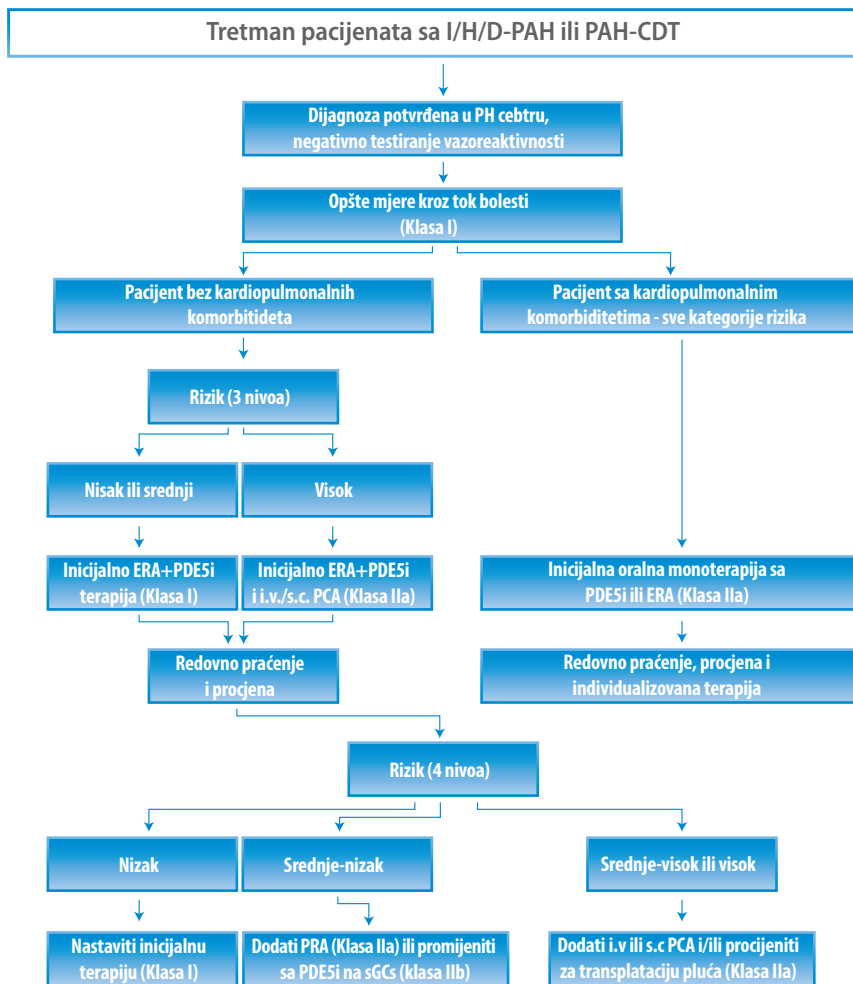 Tretman pacijenata sa I/H/D-PAH ili PAH-CDT
Dijagnoza potvrđena u PH cebtru,
negativno testiranje vazoreaktivnosti
Opšte mjere kroz tok bolesti
(Klasa I)
Pacijent bez kardiopulmonalnih
komorbitideta
Pacijent sa kardiopulmonalnim
komorbiditetima - sve kategorije rizika
Rizik (3 nivoa)
Nisak ili srednji
Visok
Inicijalno ERA+PDE5i
terapija (Klasa I)
Inicijalno ERA+PDE5i
i i.v./s.c. PCA (Klasa IIa)
Inicijalna oralna monoterapija sa
PDE5i ili ERA (Klasa IIa)
Redovno praćenje
i procjena
Redovno praćenje, procjena i
individualizovana terapija
Rizik (4 nivoa)
Nizak
Srednje-nizak
Srednje-visok ili visok
Nastaviti inicijalnu
terapiju (Klasa I)
Dodati PRA (Klasa IIa) ili promijeniti
sa PDE5i na sGCs (klasa IIb)
Dodati i.v ili s.c PCA i/ili procijeniti
za transplataciju pluća (Klasa IIa)